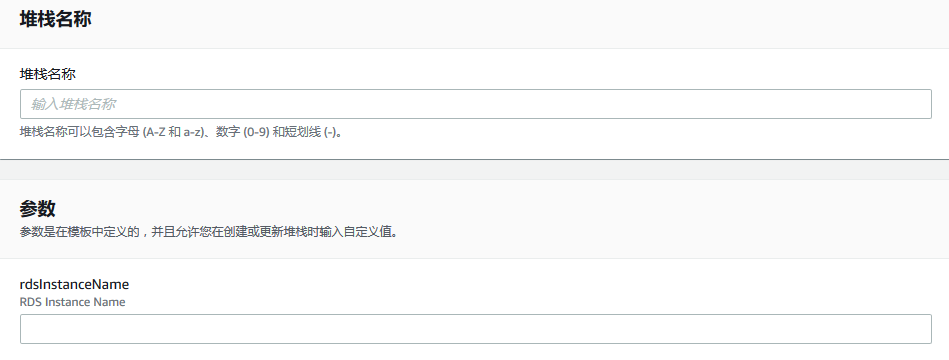 堆栈名称
堆栈名称
输入堆栈名称
堆栈名称可以包含字母 (A-Z 和 a-z)、数字 (0-9) 和短划线 (-)。
参数
参数是在模板中定义的，并且允许您在创建或更新堆栈时输入自定义值。
rdsInstanceName
RDS Instance Name